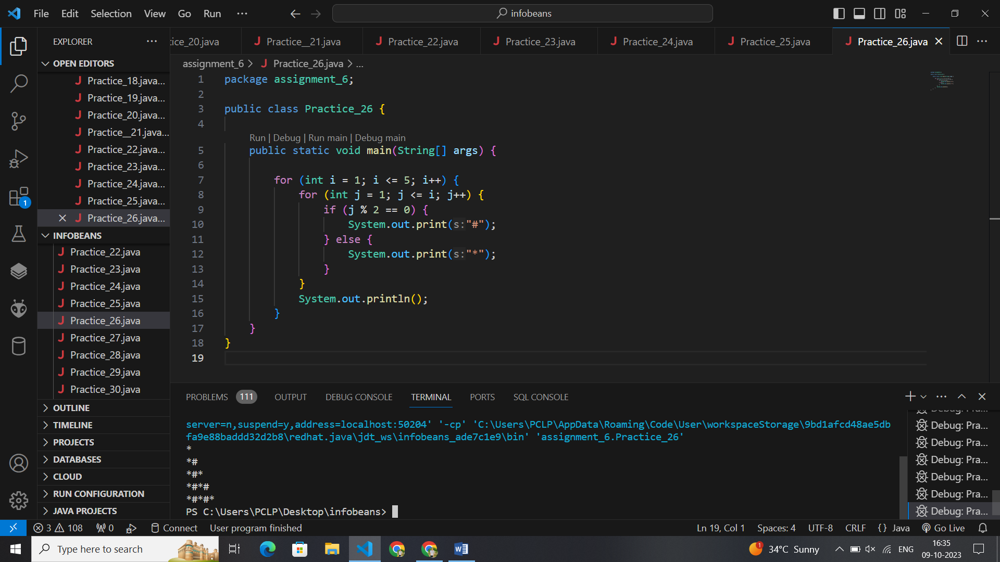 File Edit Selection View Go Run ···
infobeans
EXPLORER ···
tice_20.java
Practice__21.java
Practice_22.java
Practice_23.java
Practice_24.java
Practice_25.java
Practice_26.java
OPEN EDITORS
Practice_18.java...
Practice_19.java...
Practice_20.java...
Practice__21.java...
Practice_22.java...
Practice_23.java...
Practice_24.java...
Practice_25.java...
Practice_26.java...
INFOBEANS
Practice_22.java
Practice_23.java
Practice_24.java
Practice_25.java
Practice_26.java
Practice_27.java
Practice_28.java
Practice_29.java
Practice_30.java
OUTLINE
TIMELINE
PROJECTS
DATABASES
CLOUD
RUN CONFIGURATION
JAVA PROJECTS
1
assignment_6 > J Practice_26.java > ...
1 package assignment_6;
2
3 public class Practice_26 {
4
Run | Debug | Run main | Debug main
5 public static void main(String[] args) {
6
7 for (int i = 1; i <= 5; i++) {
8 for (int j = 1; j <= i; j++) {
9 if (j % 2 == 0) {
10 System.out.print(s:"#");
11 } else {
12 System.out.print(s:"*");
13 }
14 }
15 System.out.println();
16 }
17 }
18 }
19
PROBLEMS 111 OUTPUT DEBUG CONSOLE TERMINAL PORTS SQL CONSOLE
server=n,suspend=y,address=localhost:50204' '-cp' 'C:\Users\PCLP\AppData\Roaming\Code\User\workspaceStorage\9bd1afcd48ae5db
fa9e88baddd32d2b8\redhat.java\jdt_ws\infobeans_ade7c1e9\bin' 'assignment_6.Practice_26'
*
*#
*#*
*#*#
*#*#*
PS C:\Users\PCLP\Desktop\infobeans>
Debug: Pra...
Debug: Pra...
Debug: Pra...
Debug: Pra...
Debug: Pra...
Debug: Pra...
3 108 0 Connect User program finished Ln 19, Col 1 Spaces: 4 UTF-8 CRLF {} Java Go Live
Type here to search
1 34°C Sunny ENG
16:35
09-10-2023